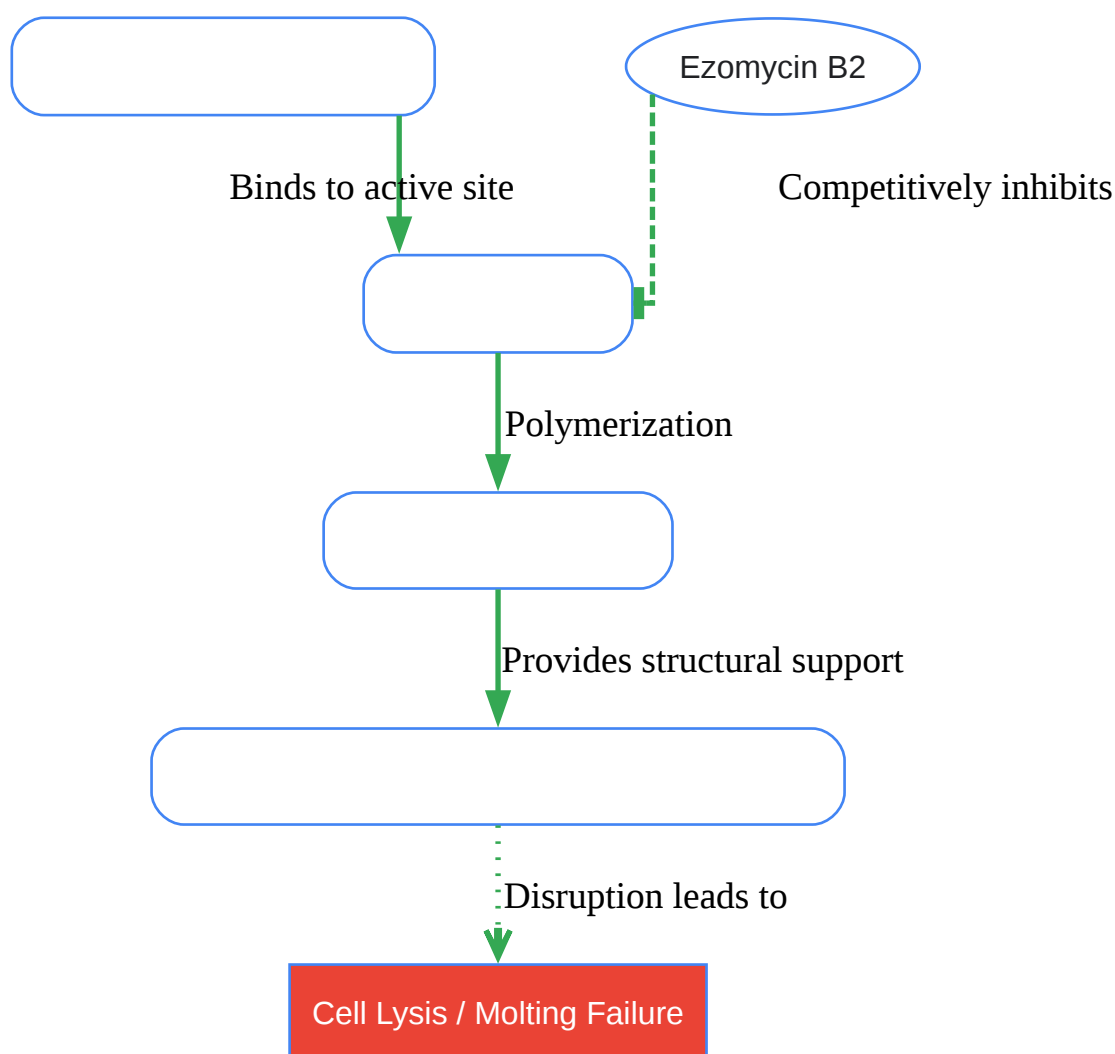 Ezomycin B2
Binds to active site
Competitively inhibits
Polymerization
Provides structural support
Disruption leads to
Cell Lysis / Molting Failure